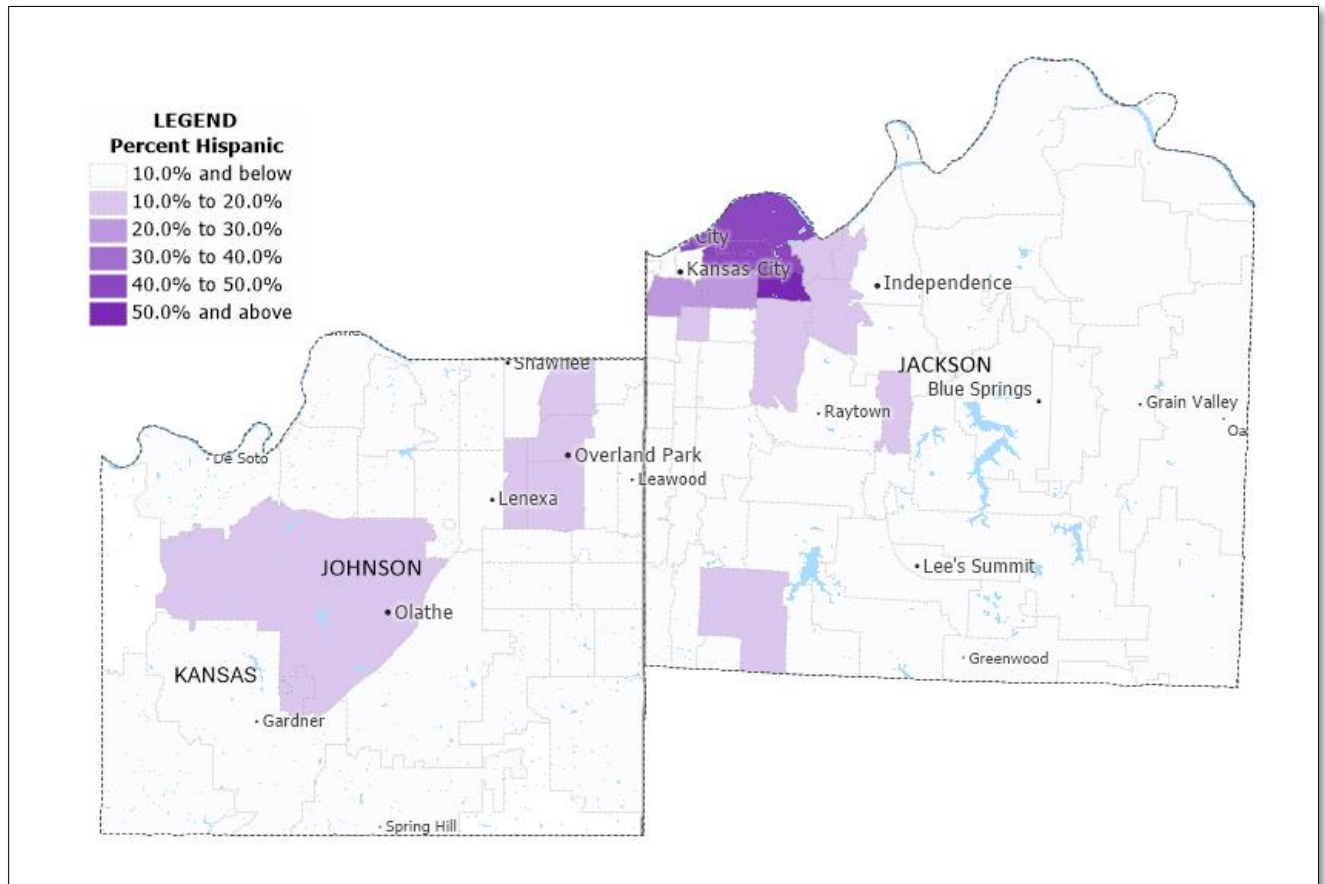 LEGEND
Percent Hispanic
10.0% and below
10.0% to 20.0%
20.0% to 30.0%
30.0% to 40.0%
40.0% to 50.0%
50.0% and above
City
Kansas City
Independence
JACKSON
Shawnee
Blue Springs
Grain Valley
Raytown
Oa
De Soto
Overland Park
Leawood
Lenexa
JOHNSON
Lee's Summit
Olathe
Greenwood
KANSAS
Gardner
Spring Hill